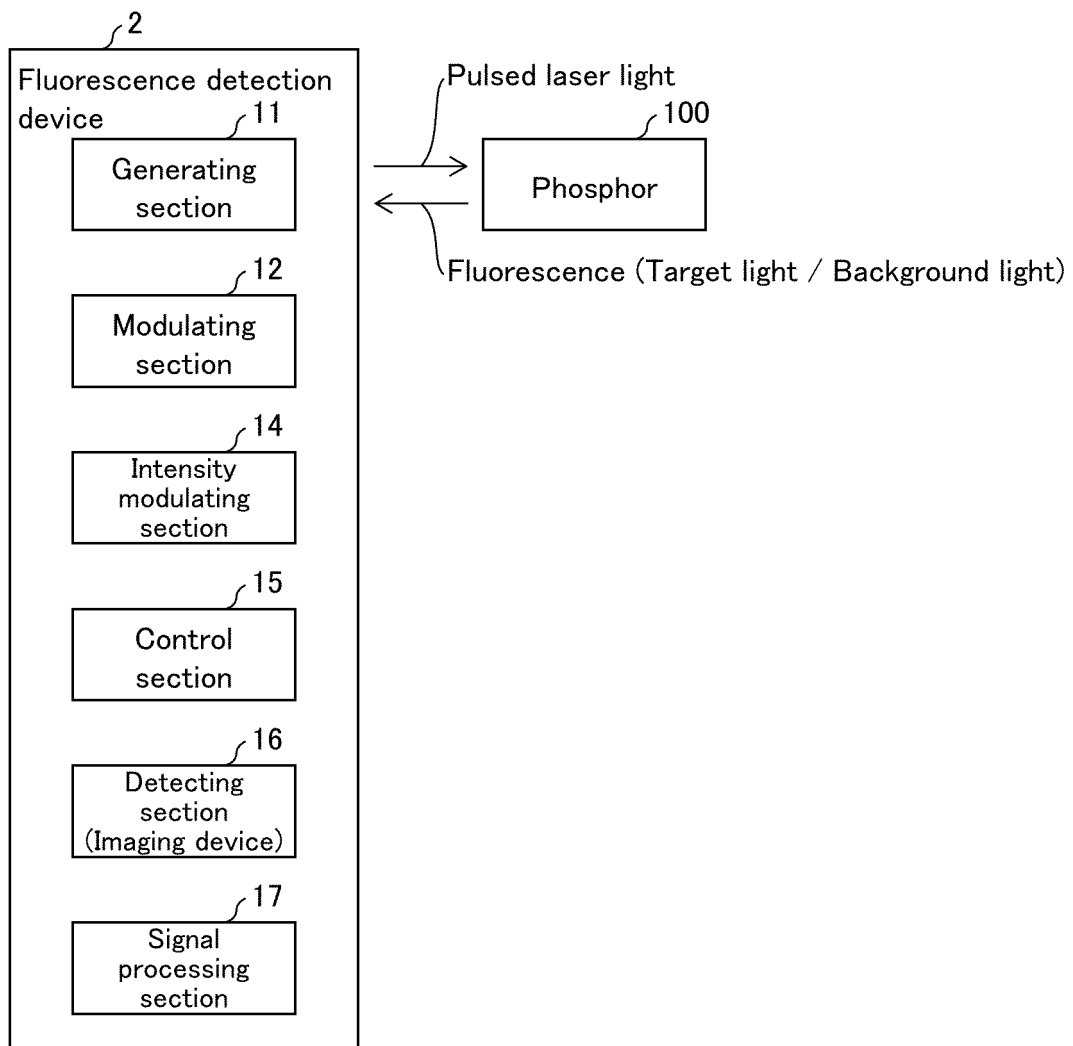 2
Fluorescence detection
device
11
Generating
section
Pulsed laser light
100
Phosphor
Fluorescence (Target light / Background light)
12
Modulating
section
14
Intensity
modulating
section
15
Control
section
16
Detecting
section
(Imaging device)
17
Signal
processing
section